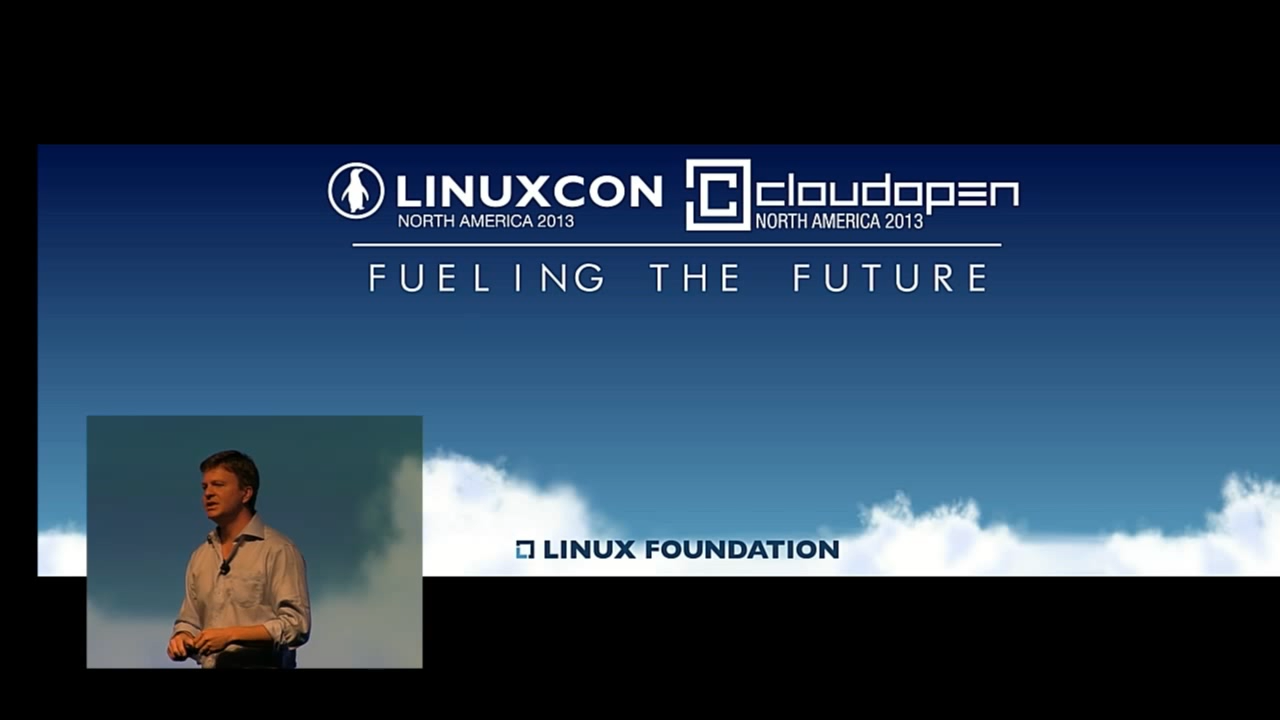 LINUXCON
NORTH AMERICA 2013
cloudopen
NORTH AMERICA 2013
FUELING THE FUTURE
LINUX FOUNDATION